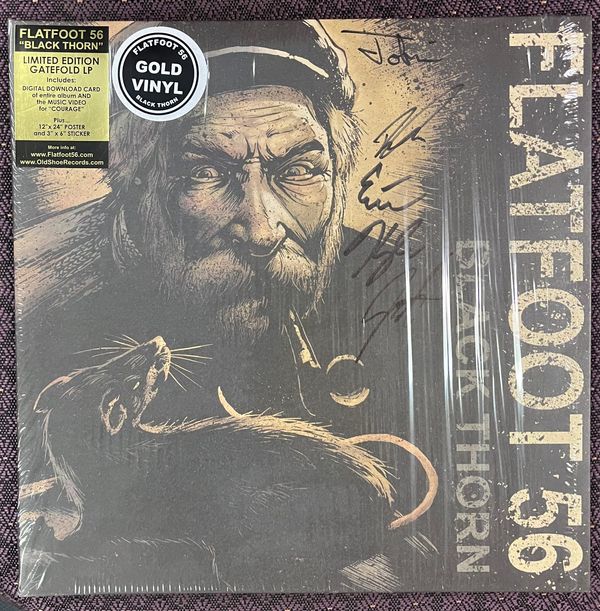 FLATFOOT 56
"BLACK THORN"
LIMITED EDITION
GATEFOLD LP
Includes:
DIGITAL DOWNLOAD CARD
of entire album AND
the MUSIC VIDEO
for "COURAGE"
Plus...
12"x 24" POSTER
and 3" x 6" STICKER
More info at:
www.Flatfoot56.com
www.OldShoeRecords.com
FLATFOOT 56
GOLD
VINYL
BLACK THORN
FLATFOOT 56
BLACK THORN